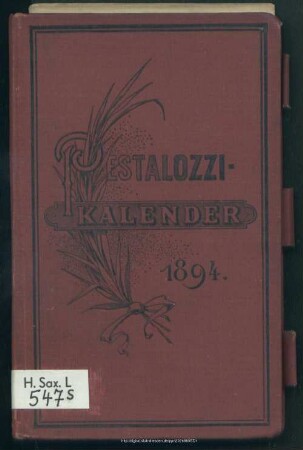 PESTALOZZI-
KALENDER
1894.
H. Sax. L
547s